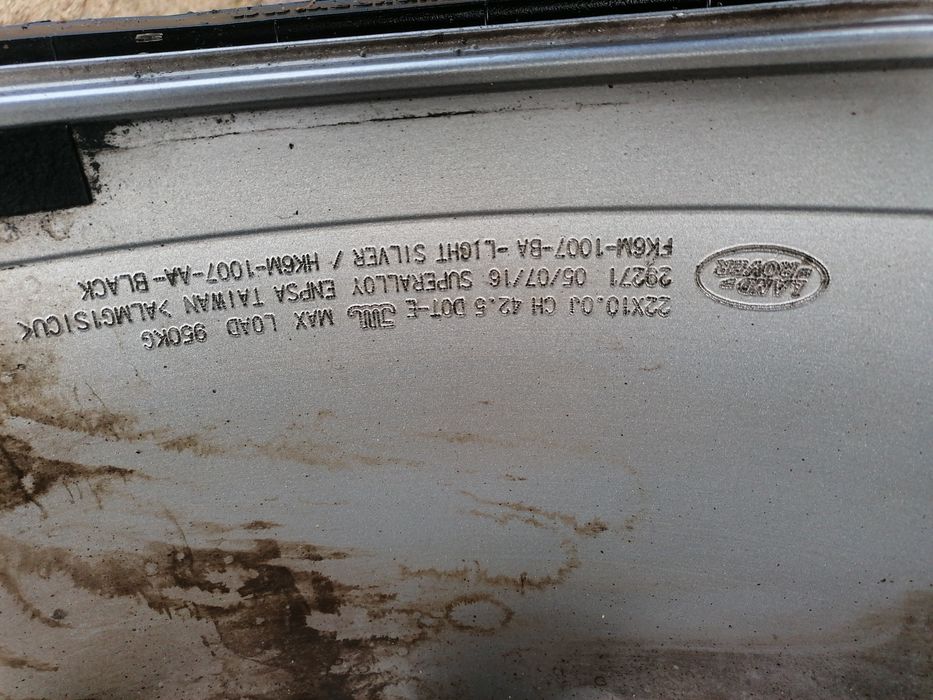 LAND-
ROVER
22X10.0J CH 42.5 DOT-E JWL MAX LOAD 950KG
29271 05/07/16 SUPERALLOY ENPSA TAIWAN >ALMG1SICU<
FK6M-1007-BA -LIGHT SILVER / HK6M-1007-AA-BLACK